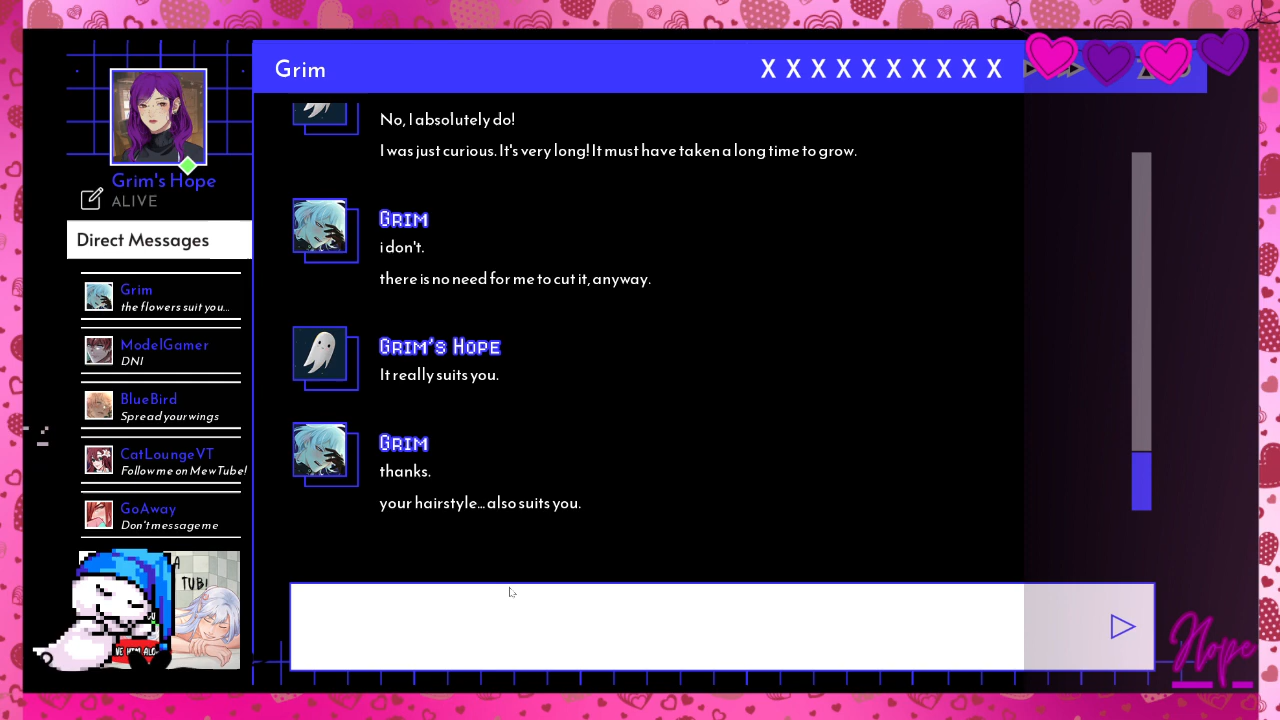 Grim
X X X X X X X X X X
No, I absolutely do!
I was just curious. It's very long! It must have taken a long time to grow.
Grim's Hope
ALIVE
Direct Messages
Grim
the flowers suit you...
ModelGamer
DNI
BlueBird
Spread your wings
CatLoungeVT
Follow me on MewTube!
GoAway
Don't message me
A
TUB!
GRIM
i don't.
there is no need for me to cut it, anyway.
GRIM'S HOPE
It really suits you.
GRIM
thanks.
your hairstyle... also suits you.
Hope